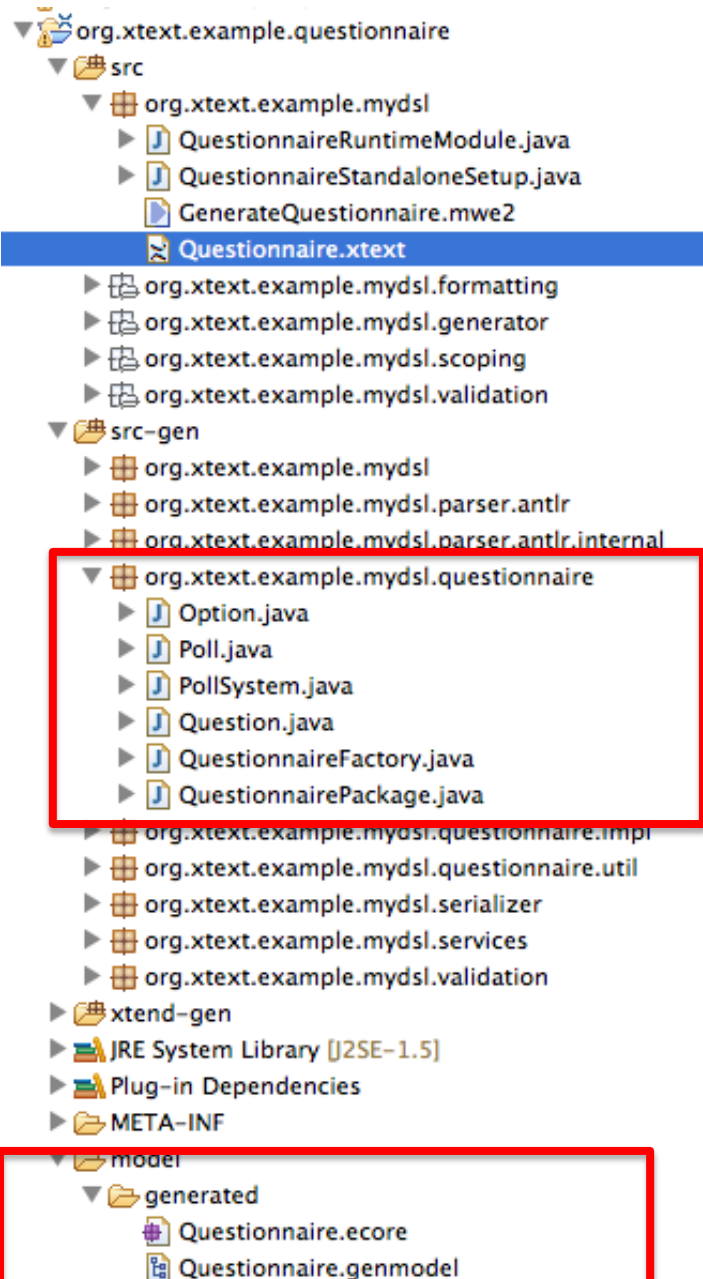 org.xtext.example.questionnaire
src
org.xtext.example.mydsl
QuestionnaireRuntimeModule.java
QuestionnaireStandaloneSetup.java
GenerateQuestionnaire.mwe2
Questionnaire.xtext
org.xtext.example.mydsl.formatting
org.xtext.example.mydsl.generator
org.xtext.example.mydsl.scoping
org.xtext.example.mydsl.validation
src-gen
org.xtext.example.mydsl
org.xtext.example.mydsl.parser.antlr
org.xtext.example.mydsl.parser.antlr.internal
org.xtext.example.mydsl.questionnaire
Option.java
Poll.java
PollSystem.java
Question.java
QuestionnaireFactory.java
QuestionnairePackage.java
org.xtext.example.mydsl.questionnaire.impl
org.xtext.example.mydsl.questionnaire.util
org.xtext.example.mydsl.serializer
org.xtext.example.mydsl.services
org.xtext.example.mydsl.validation
xtend-gen
JRE System Library [J2SE-1.5]
Plug-in Dependencies
META-INF
model
generated
Questionnaire.ecore
Questionnaire.genmodel